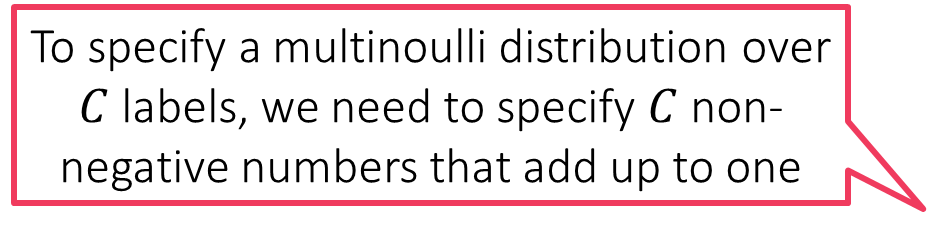 To specify a multinoulli distribution over
C labels, we need to specify C non-
negative numbers that add up to one